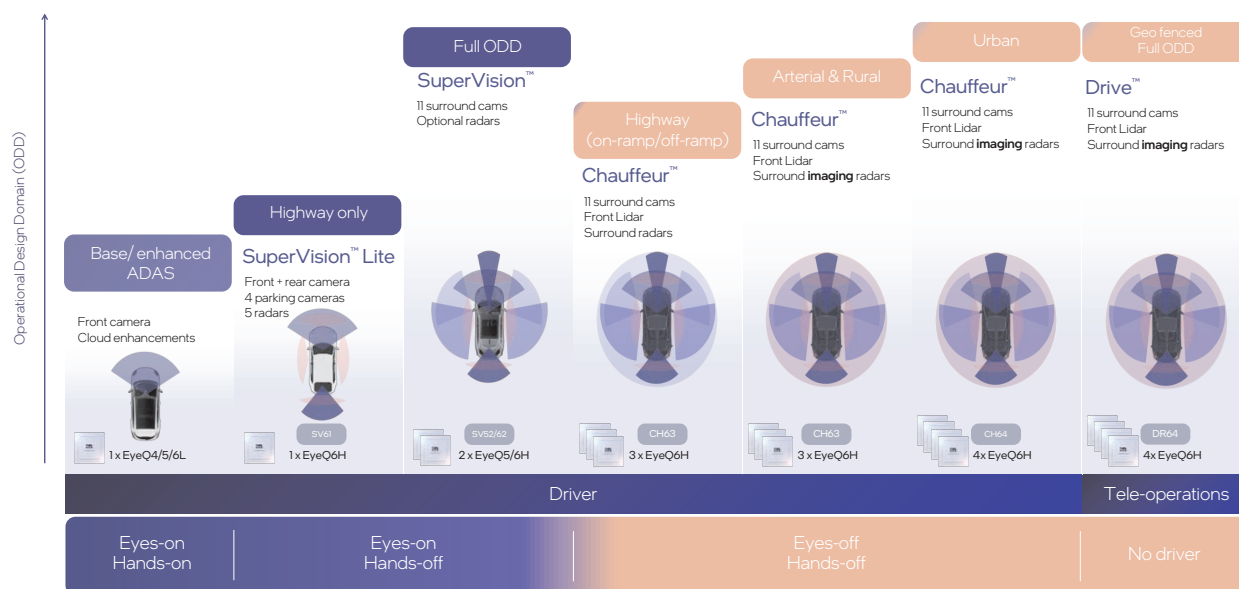 Operational Design Domain (ODD)
Base/ enhanced
ADAS
Front camera
Cloud enhancements
1 x EyeQ4/5/6L
Highway only
SuperVision™ Lite
Front + rear camera
4 parking cameras
5 radars
SV61
1 x EyeQ6H
Full ODD
SuperVision™
11 surround cams
Optional radars
SV52/62
2 x EyeQ5/6H
Highway
(on-ramp/off-ramp)
Chauffeur™
11 surround cams
Front Lidar
Surround radars
CH63
3 x EyeQ6H
Arterial & Rural
Chauffeur™
11 surround cams
Front Lidar
Surround imaging radars
CH63
3 x EyeQ6H
Urban
Chauffeur™
11 surround cams
Front Lidar
Surround imaging radars
CH64
4x EyeQ6H
Geo fenced
Full ODD
Drive™
11 surround cams
Front Lidar
Surround imaging radars
DR64
4x EyeQ6H
Driver
Tele-operations
Eyes-on
Hands-on
Eyes-on
Hands-off
Eyes-off
Hands-off
No driver